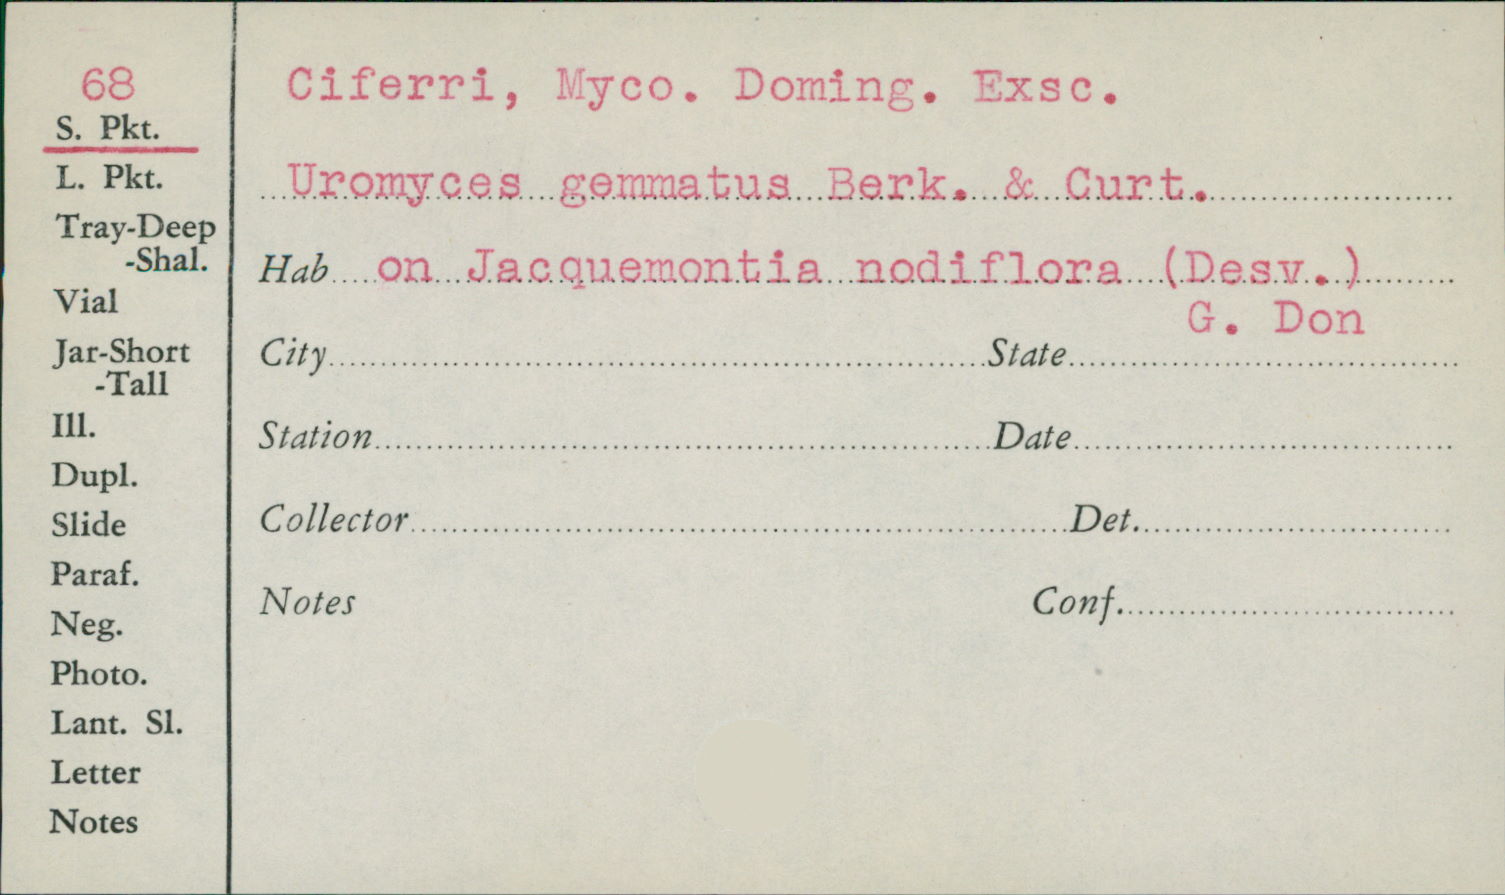 68
S. Pkt.
L. Pkt.
Tray-Deep
-Shal.
Vial
Jar-Short
-Tall
Ill.
Dupl.
Slide
Paraf.
Neg.
Photo.
Lant. Sl.
Letter
Notes
Ciferri, Myco. Doming. Exsc.
Uromyces gemmatus Berk. & Curt.
Hab on Jacquemontia nodiflora (Desv.)
G. Don
City State
Station Date
Collector Det.
Notes Conf.